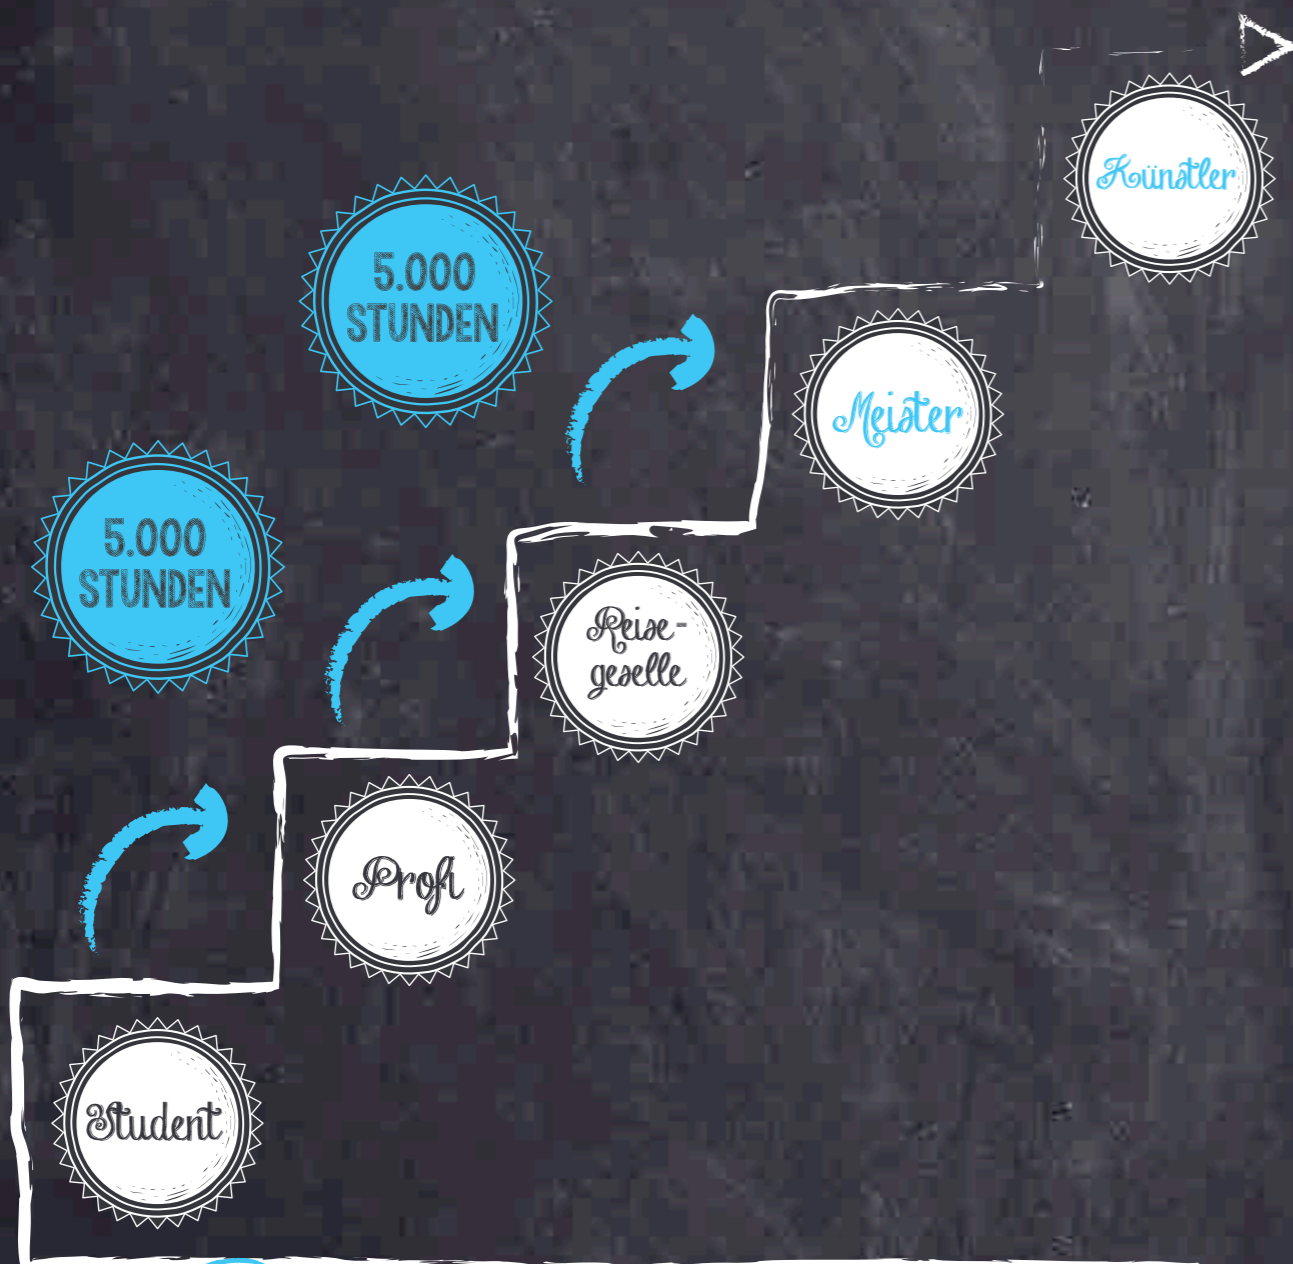 Künstler
5.000
STUNDEN
Meister
5.000
STUNDEN
Reise-
geselle
Profi
Student